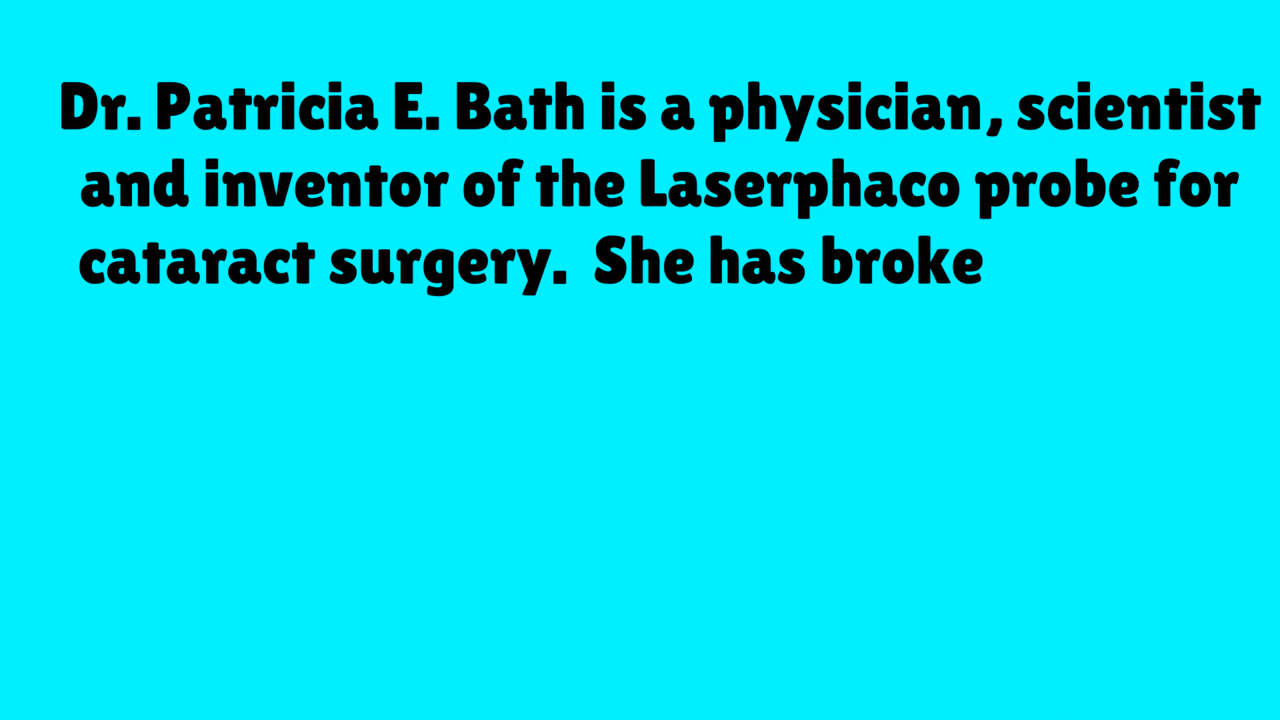 Dr. Patricia E. Bath is a physician, scientist
and inventor of the Laserphaco probe for
cataract surgery.  She has broke